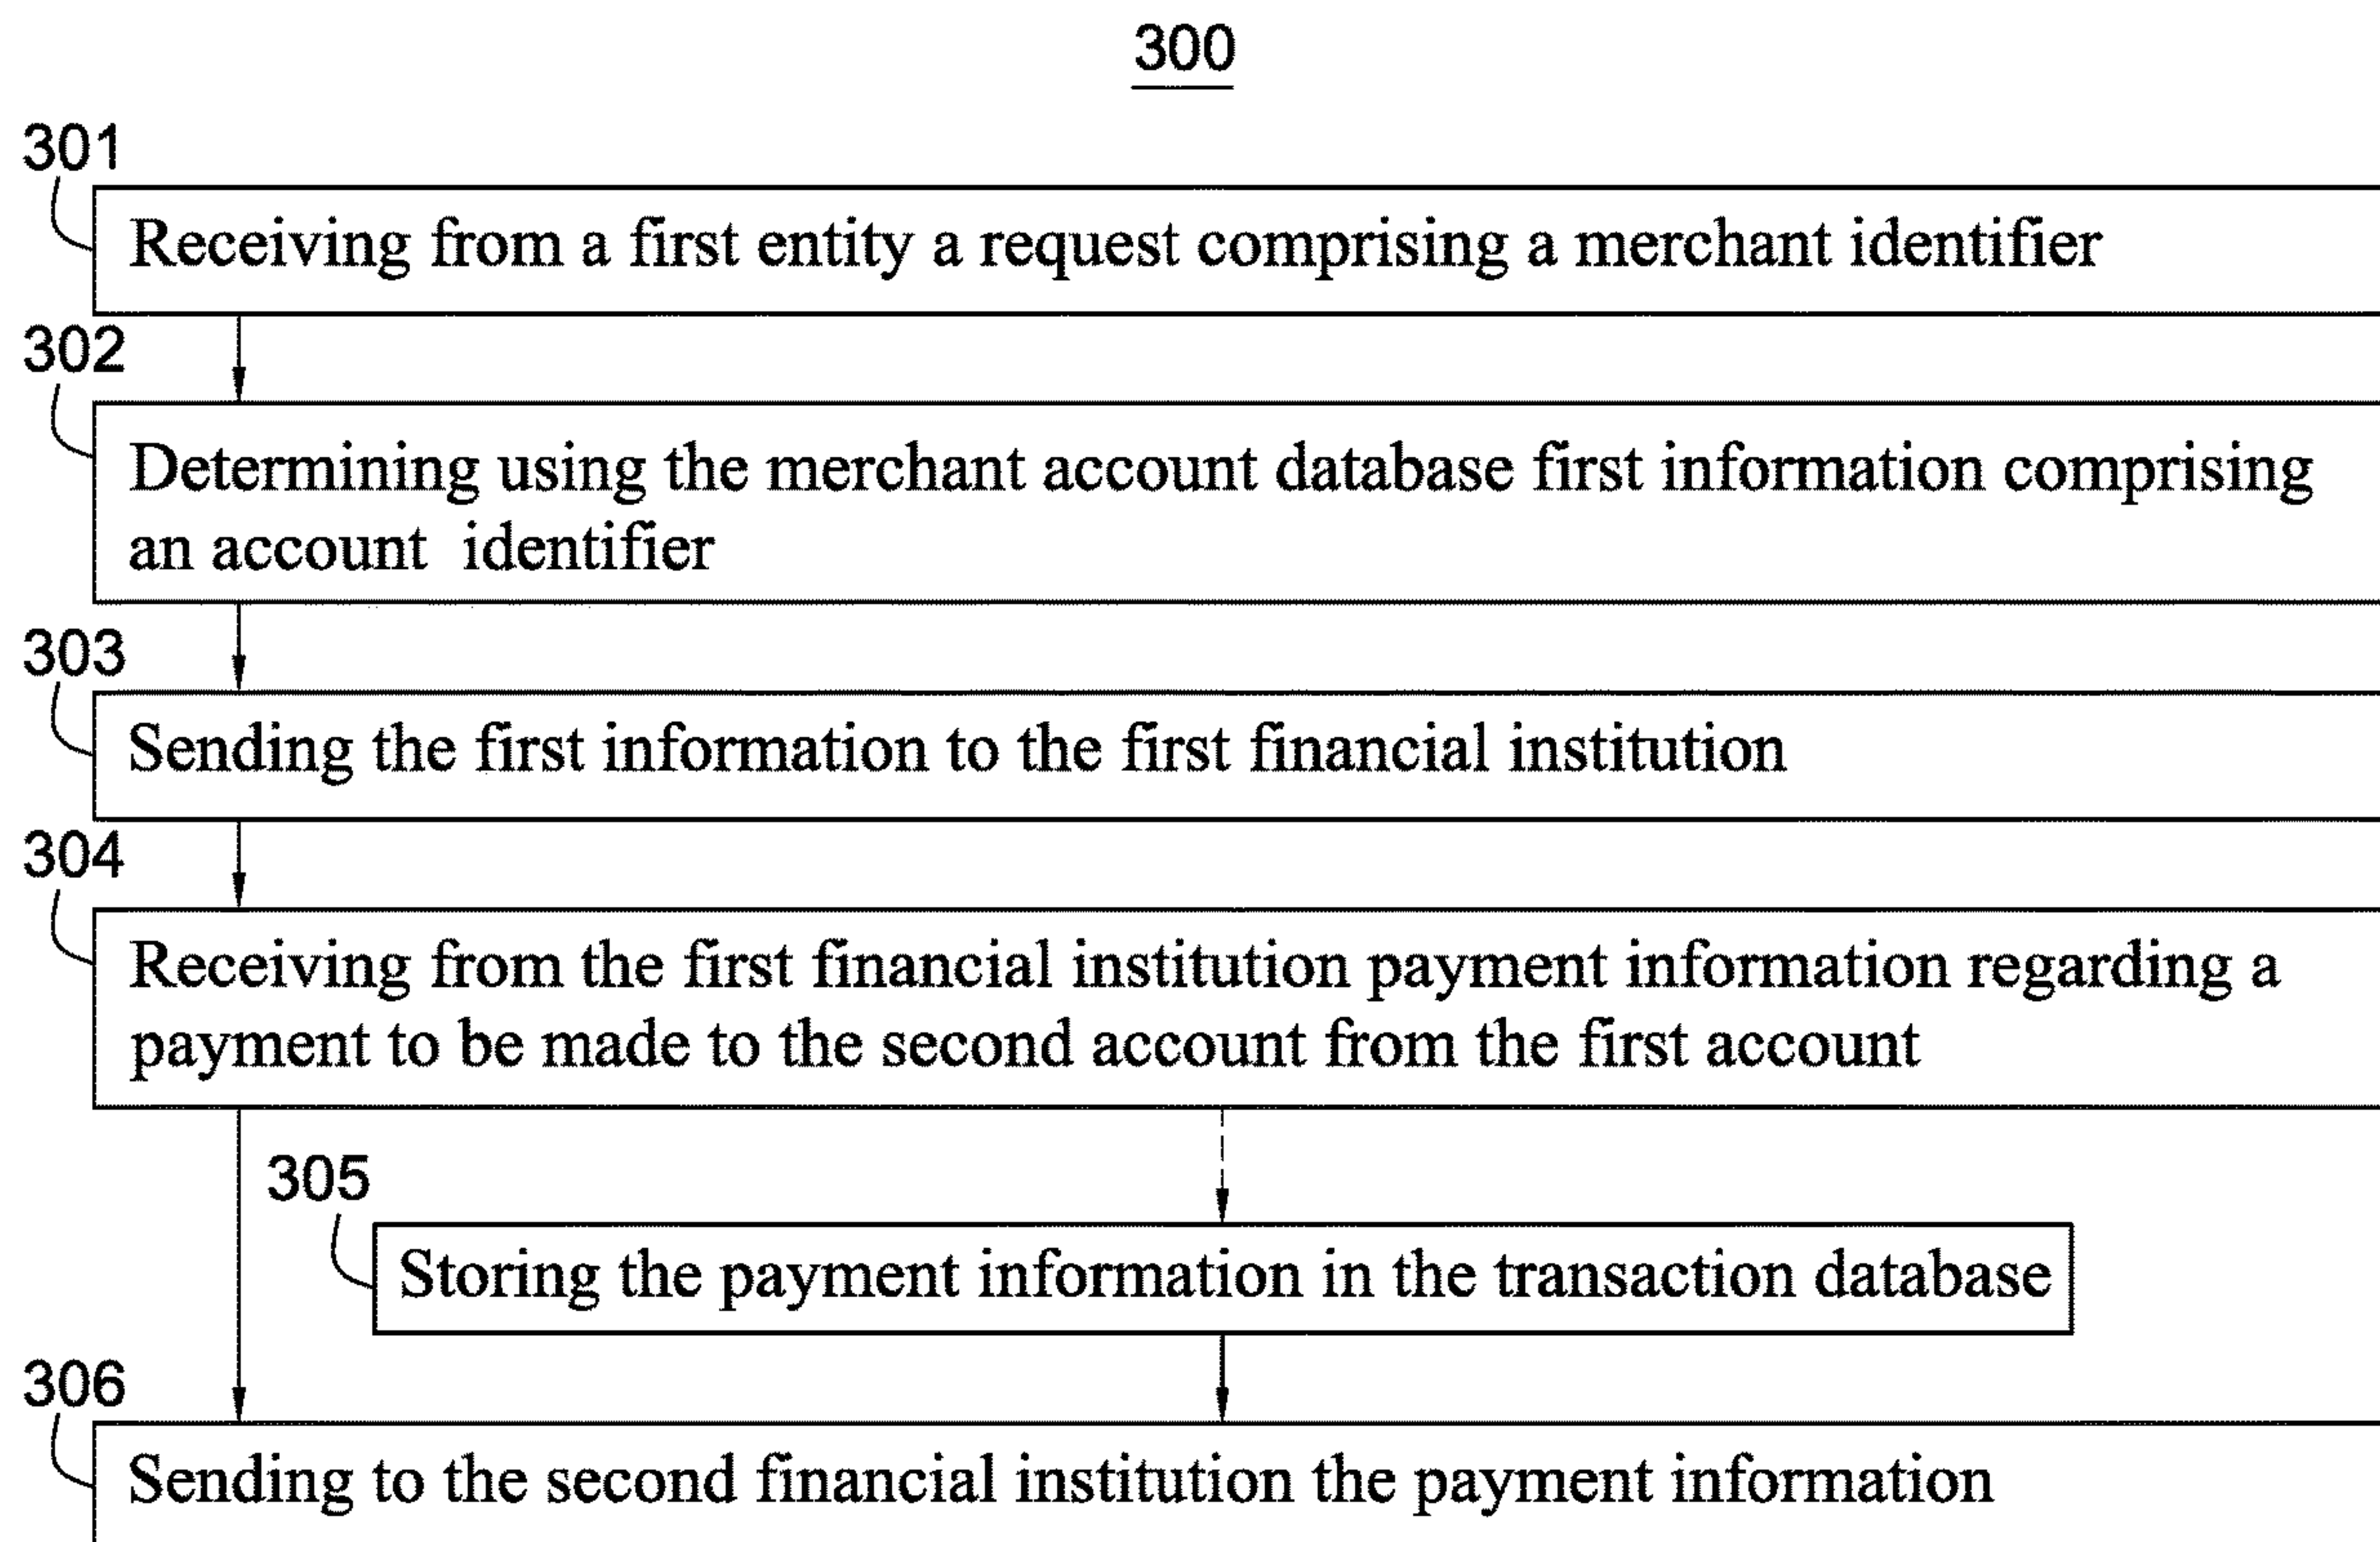 300
301
Receiving from a first entity a request comprising a merchant identifier
302
Determining using the merchant account database first information comprising
an account identifier
303
Sending the first information to the first financial institution
304
Receiving from the first financial institution payment information regarding a
payment to be made to the second account from the first account
305
Storing the payment information in the transaction database
306
Sending to the second financial institution the payment information